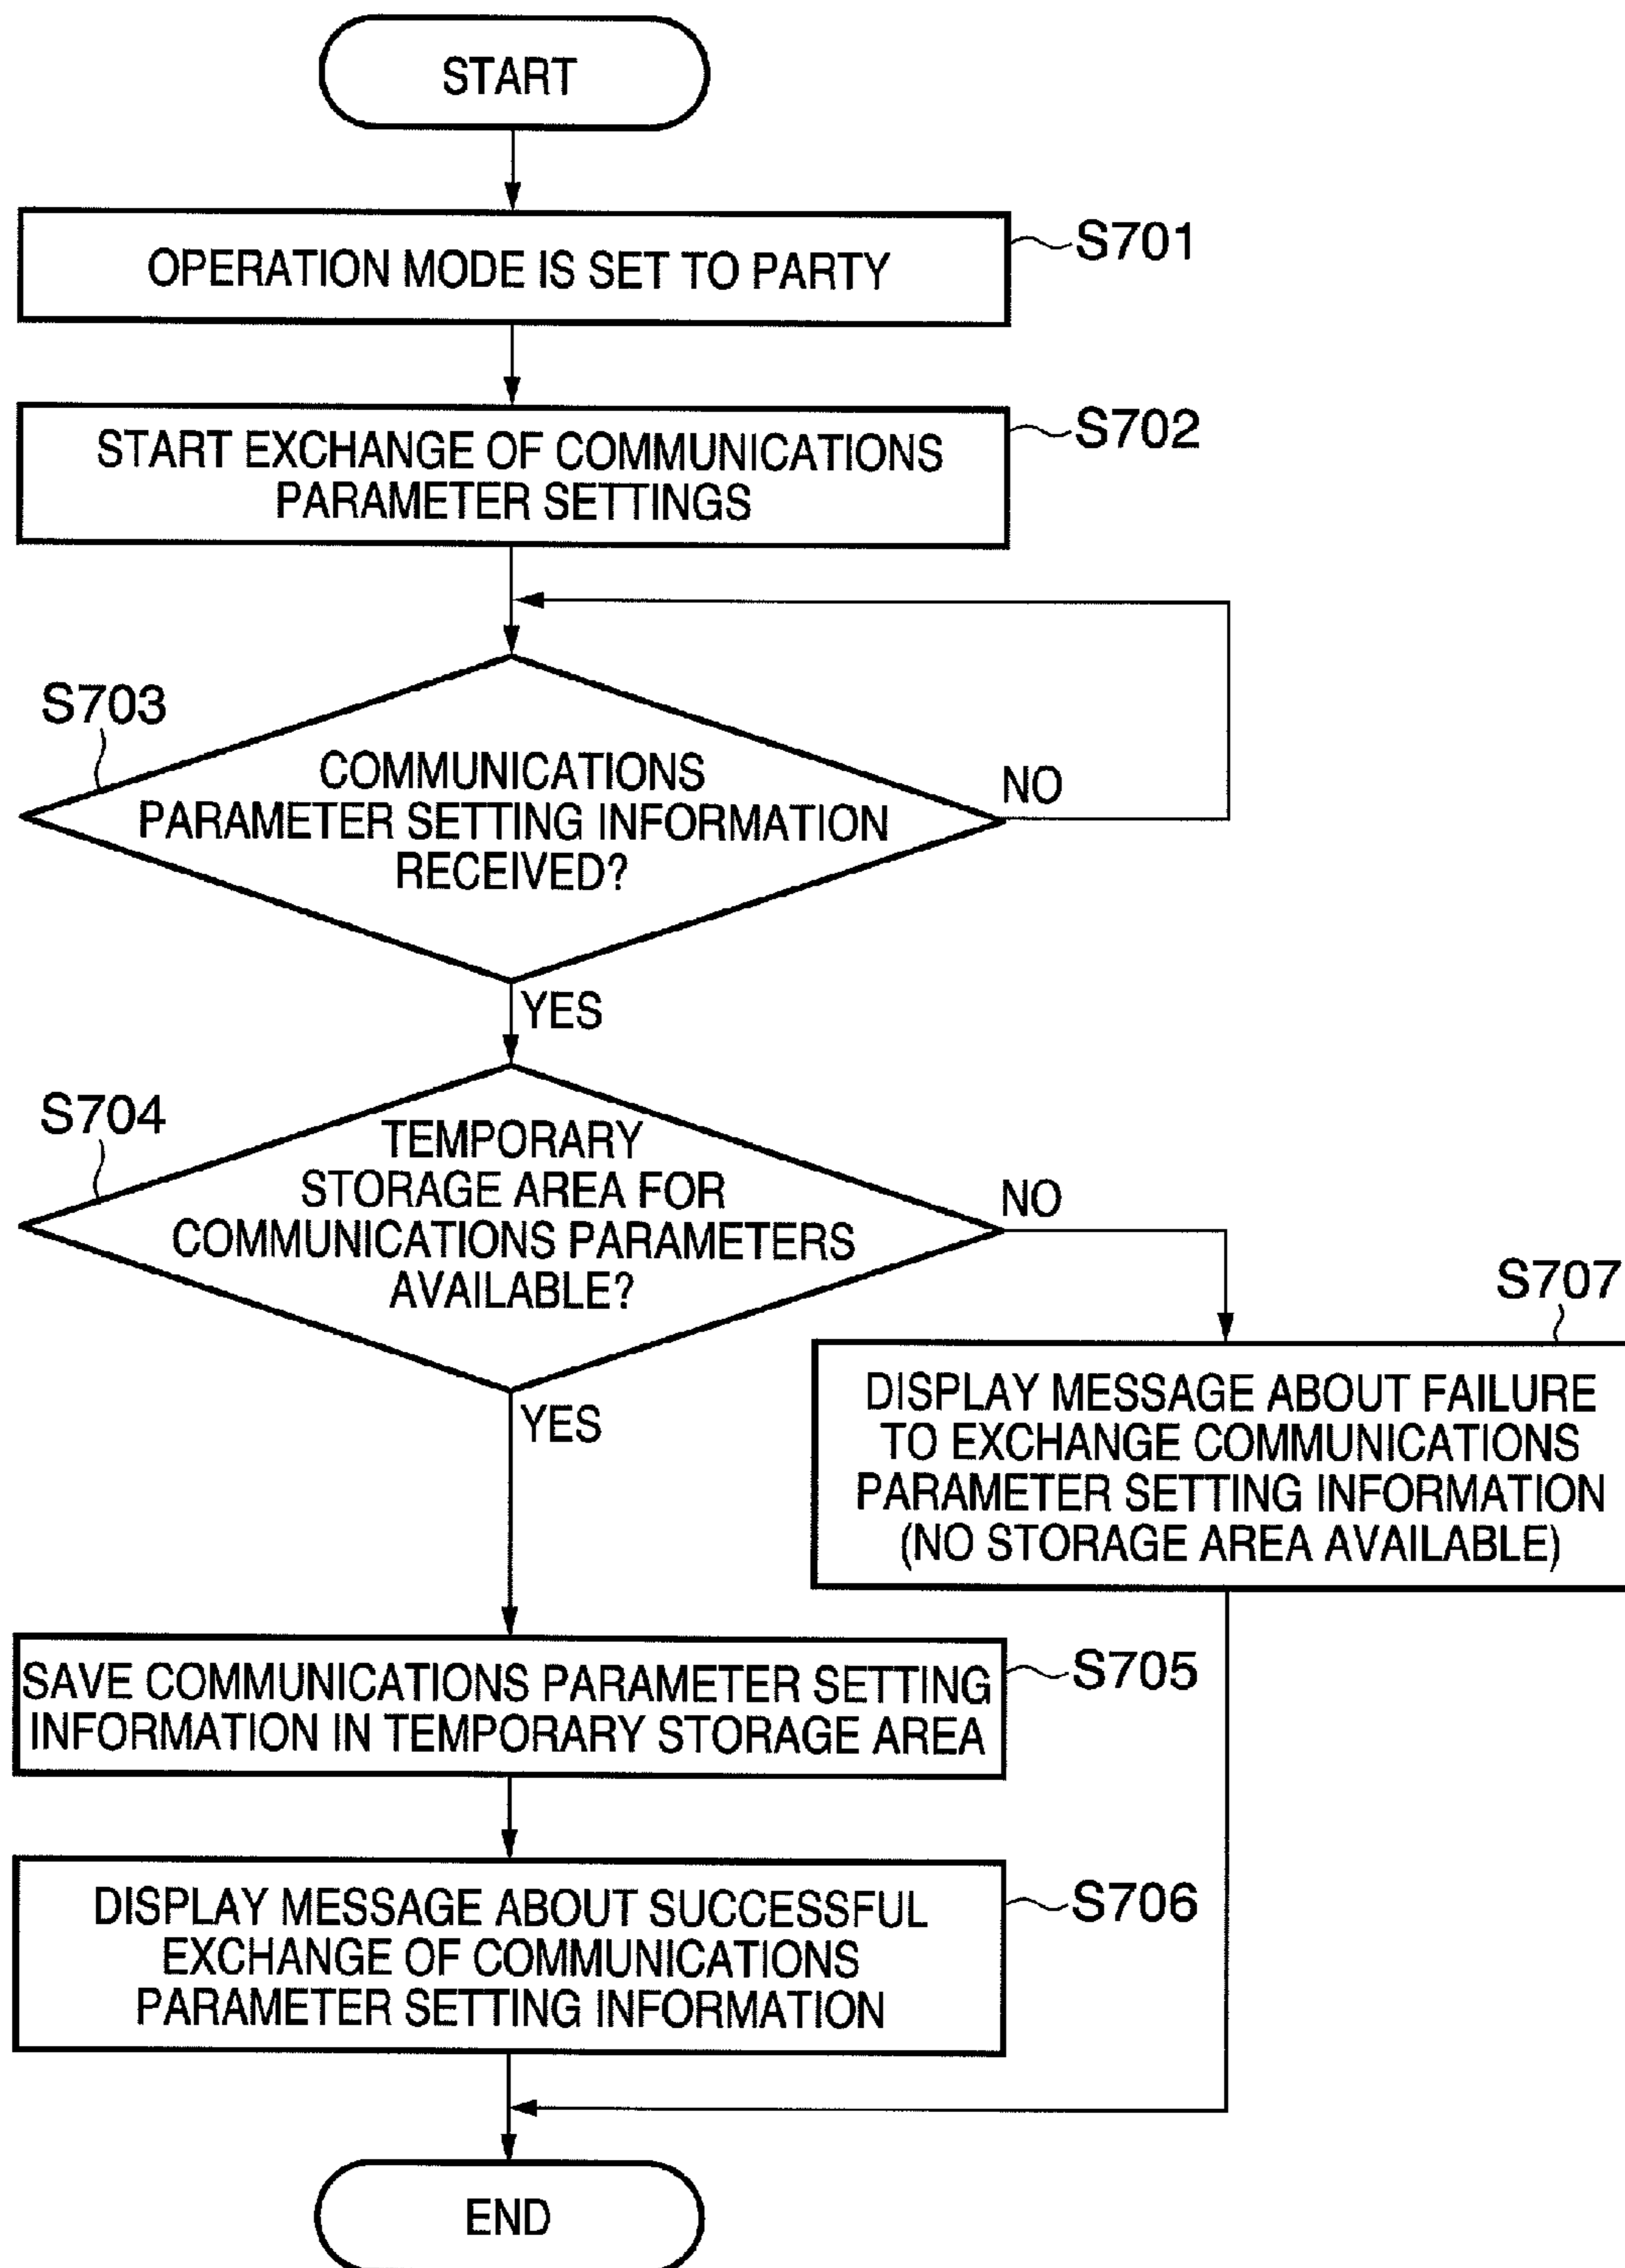 START
OPERATION MODE IS SET TO PARTY
S701
START EXCHANGE OF COMMUNICATIONS
PARAMETER SETTINGS
S702
S703
COMMUNICATIONS
PARAMETER SETTING INFORMATION
RECEIVED?
NO
YES
S704
TEMPORARY
STORAGE AREA FOR
COMMUNICATIONS PARAMETERS
AVAILABLE?
NO
YES
S707
DISPLAY MESSAGE ABOUT FAILURE
TO EXCHANGE COMMUNICATIONS
PARAMETER SETTING INFORMATION
(NO STORAGE AREA AVAILABLE)
SAVE COMMUNICATIONS PARAMETER SETTING
INFORMATION IN TEMPORARY STORAGE AREA
S705
DISPLAY MESSAGE ABOUT SUCCESSFUL
EXCHANGE OF COMMUNICATIONS
PARAMETER SETTING INFORMATION
S706
END